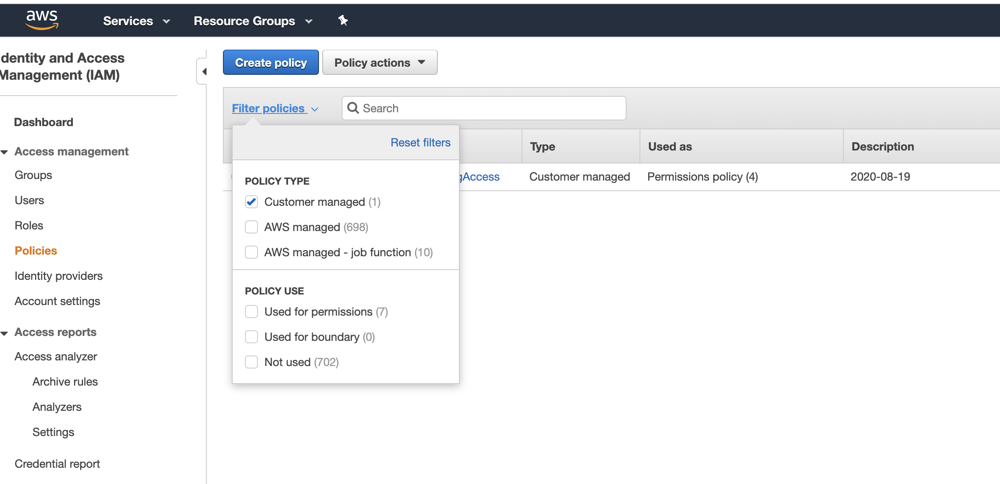 aws
Services
Resource Groups
dentity and Access
Management (IAM)
Dashboard
Access management
Groups
Users
Roles
Policies
Identity providers
Account settings
Access reports
Access analyzer
Archive rules
Analyzers
Settings
Credential report
Create policy
Policy actions
Filter policies
Search
Reset filters
POLICY TYPE
Customer managed (1)
AWS managed (698)
AWS managed - job function (10)
POLICY USE
Used for permissions (7)
Used for boundary (0)
Not used (702)
Type Used as Description
gAccess Customer managed Permissions policy (4) 2020-08-19